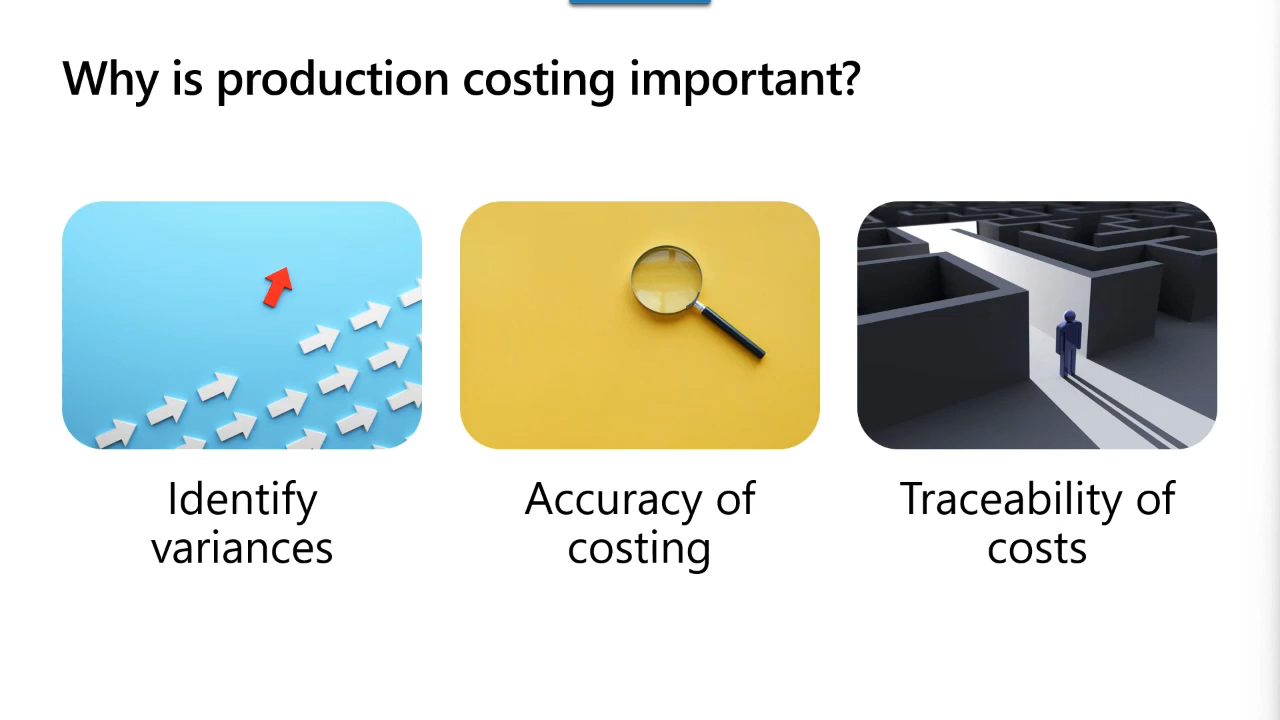 Why is production costing important?
Identify
variances
Accuracy of
costing
Traceability of
costs